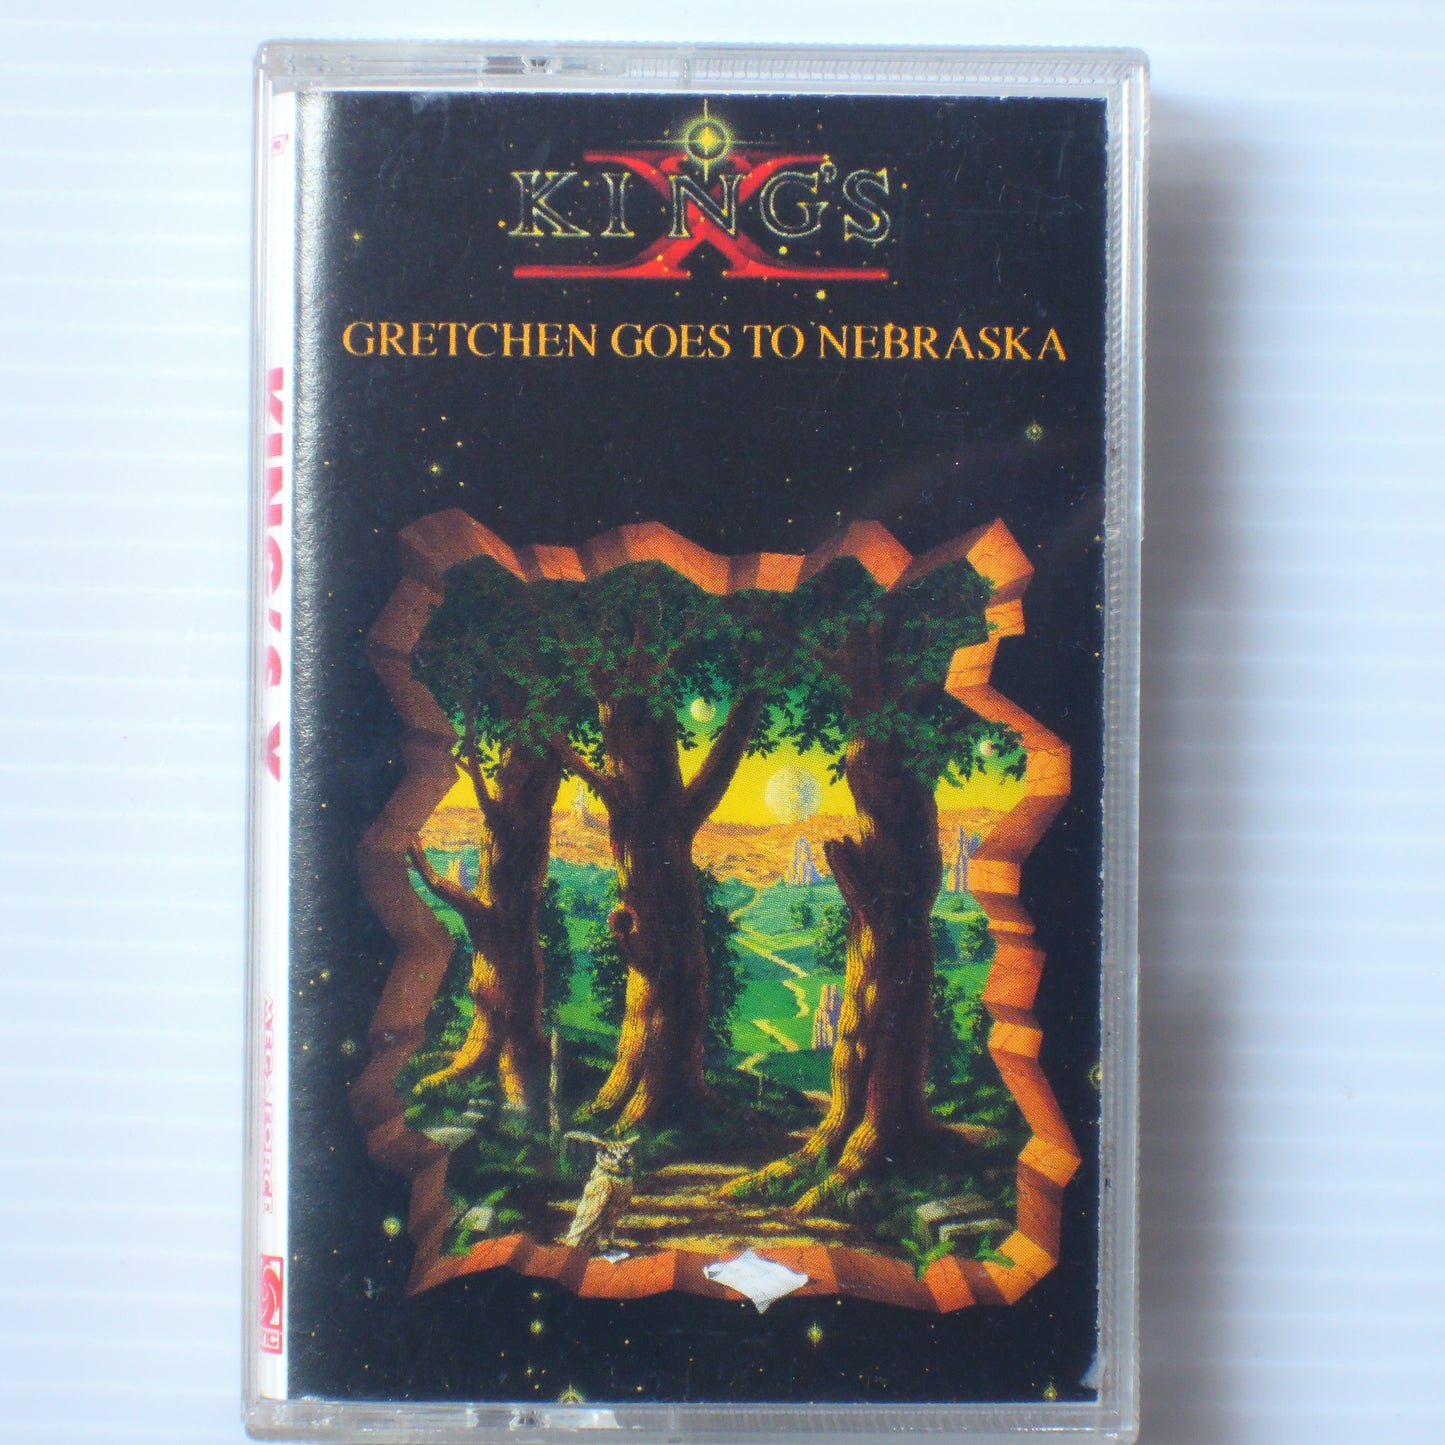 KING'S X
GRETCHEN GOES TO NEBRASKA
KING'S X
MEGAFORCE